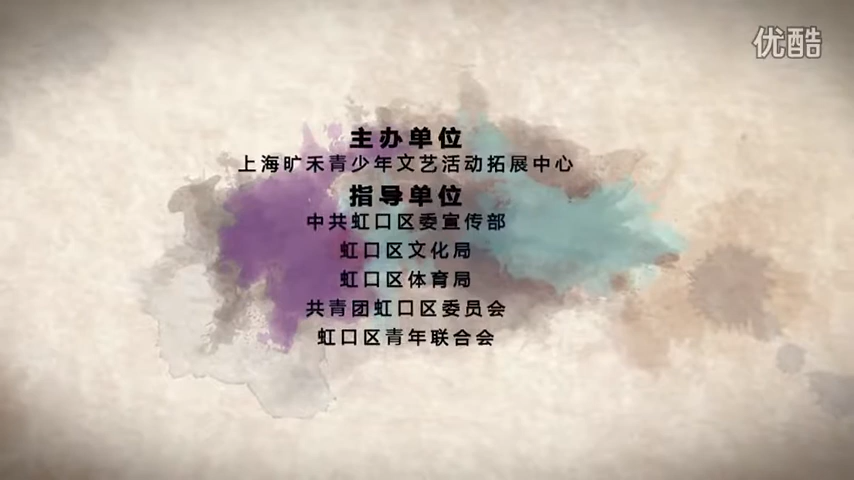 优酷
主办单位
上海旷禾青少年文艺活动拓展中心
指导单位
中共虹口区委宣传部
虹口区文化局
虹口区体育局
共青团虹口区委员会
虹口区青年联合会